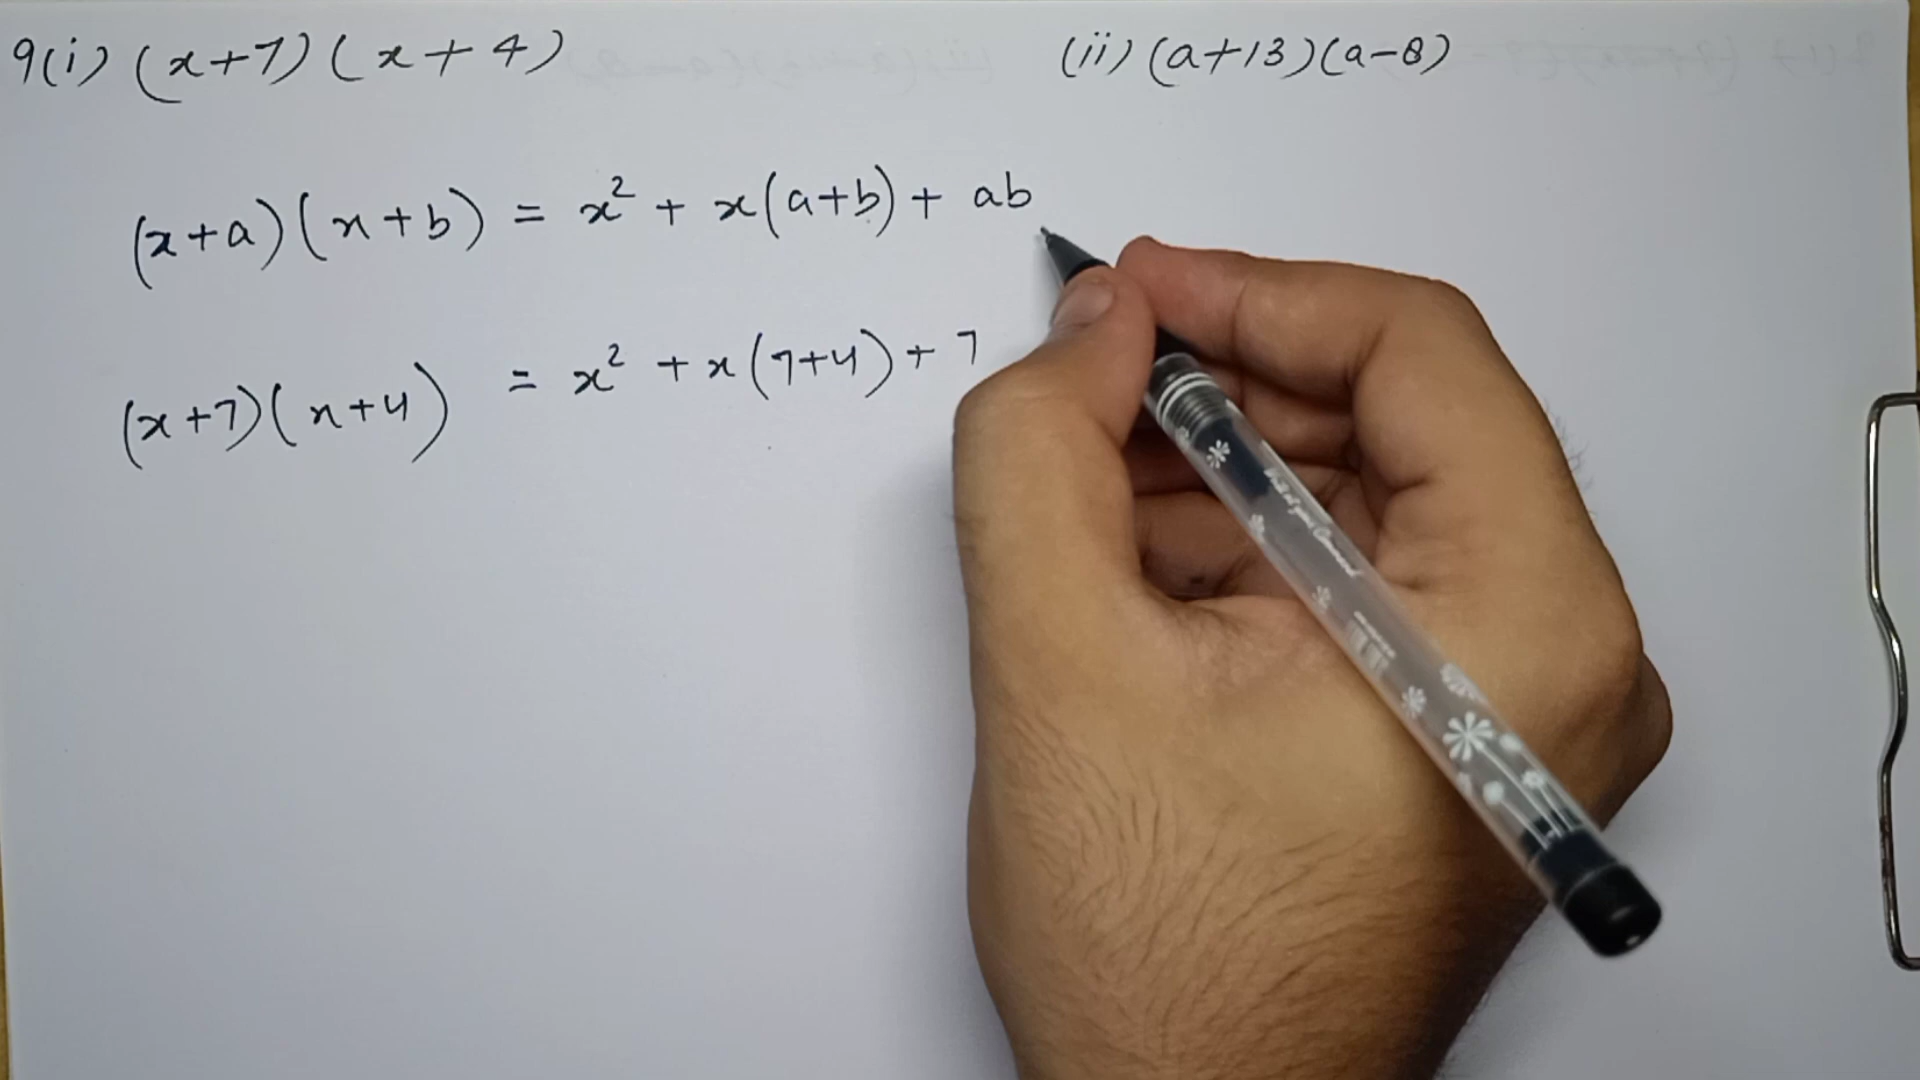 9(i) (x+7)(x+4)
(ii) (a+13)(a-8)
(x+a)(x+b) = x² + x(a+b) + ab
(x+7)(x+4) = x² + x(7+4) + 7